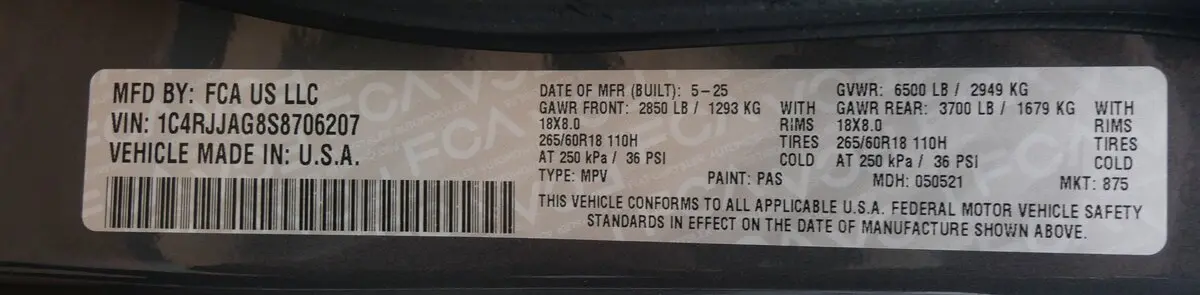 MFD BY: FCA US LLC
VIN: 1C4RJJAG8S8706207
VEHICLE MADE IN: U.S.A.
DATE OF MFR (BUILT): 5-25 GVWR: 6500 LB / 2949 KG
GAWR FRONT: 2850 LB / 1293 KG WITH GAWR REAR: 3700 LB / 1679 KG WITH
18X8.0 RIMS 18X8.0 RIMS
265/60R18 110H TIRES 265/60R18 110H TIRES
AT 250 kPa / 36 PSI COLD AT 250 kPa / 36 PSI COLD
TYPE: MPV PAINT: PAS MDH: 050521 MKT: 875
THIS VEHICLE CONFORMS TO ALL APPLICABLE U.S.A. FEDERAL MOTOR VEHICLE SAFETY
STANDARDS IN EFFECT ON THE DATE OF MANUFACTURE SHOWN ABOVE.